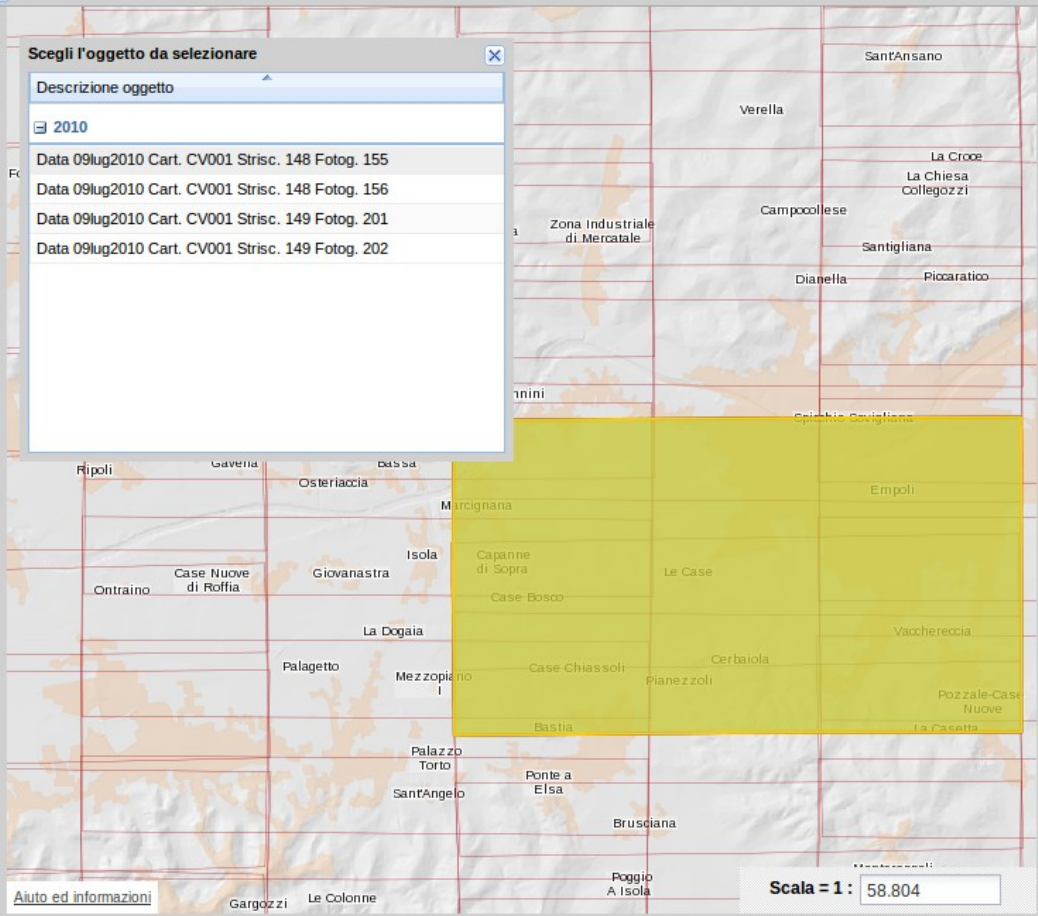 Scegli l'oggetto da selezionare
Descrizione oggetto
2010
Data 09lug2010 Cart. CV001 Strisc. 148 Fotog. 155
Data 09lug2010 Cart. CV001 Strisc. 148 Fotog. 156
Data 09lug2010 Cart. CV001 Strisc. 149 Fotog. 201
Data 09lug2010 Cart. CV001 Strisc. 149 Fotog. 202
Sant'Ansano
Verella
La Croce
La Chiesa
Collegozzi
Campocollese
Zona Industriale
di Mercatale
Santigliana
Dianella
Piccaratico
Spicchio Sovigliana
Ripoli
Gavena
Bassa
Osteriaccia
Empoli
Marcignana
Isola
Capanne
di Sopra
Case Nuove
di Roffia
Giovanastra
Le Case
Ontraino
Case Bosco
La Dogaia
Vacchereccia
Palagetto
Case Chiassoli
Cerbaiola
Mezzopiano
I
Pianezzoli
Pozzale-Case
Nuove
Bastia
La Casetta
Palazzo
Torto
Ponte a
Elsa
Sant'Angelo
Brusciana
Poggio
A Isola
Aiuto ed informazioni
Gargozzi
Le Colonne
Scala = 1 : 58.804